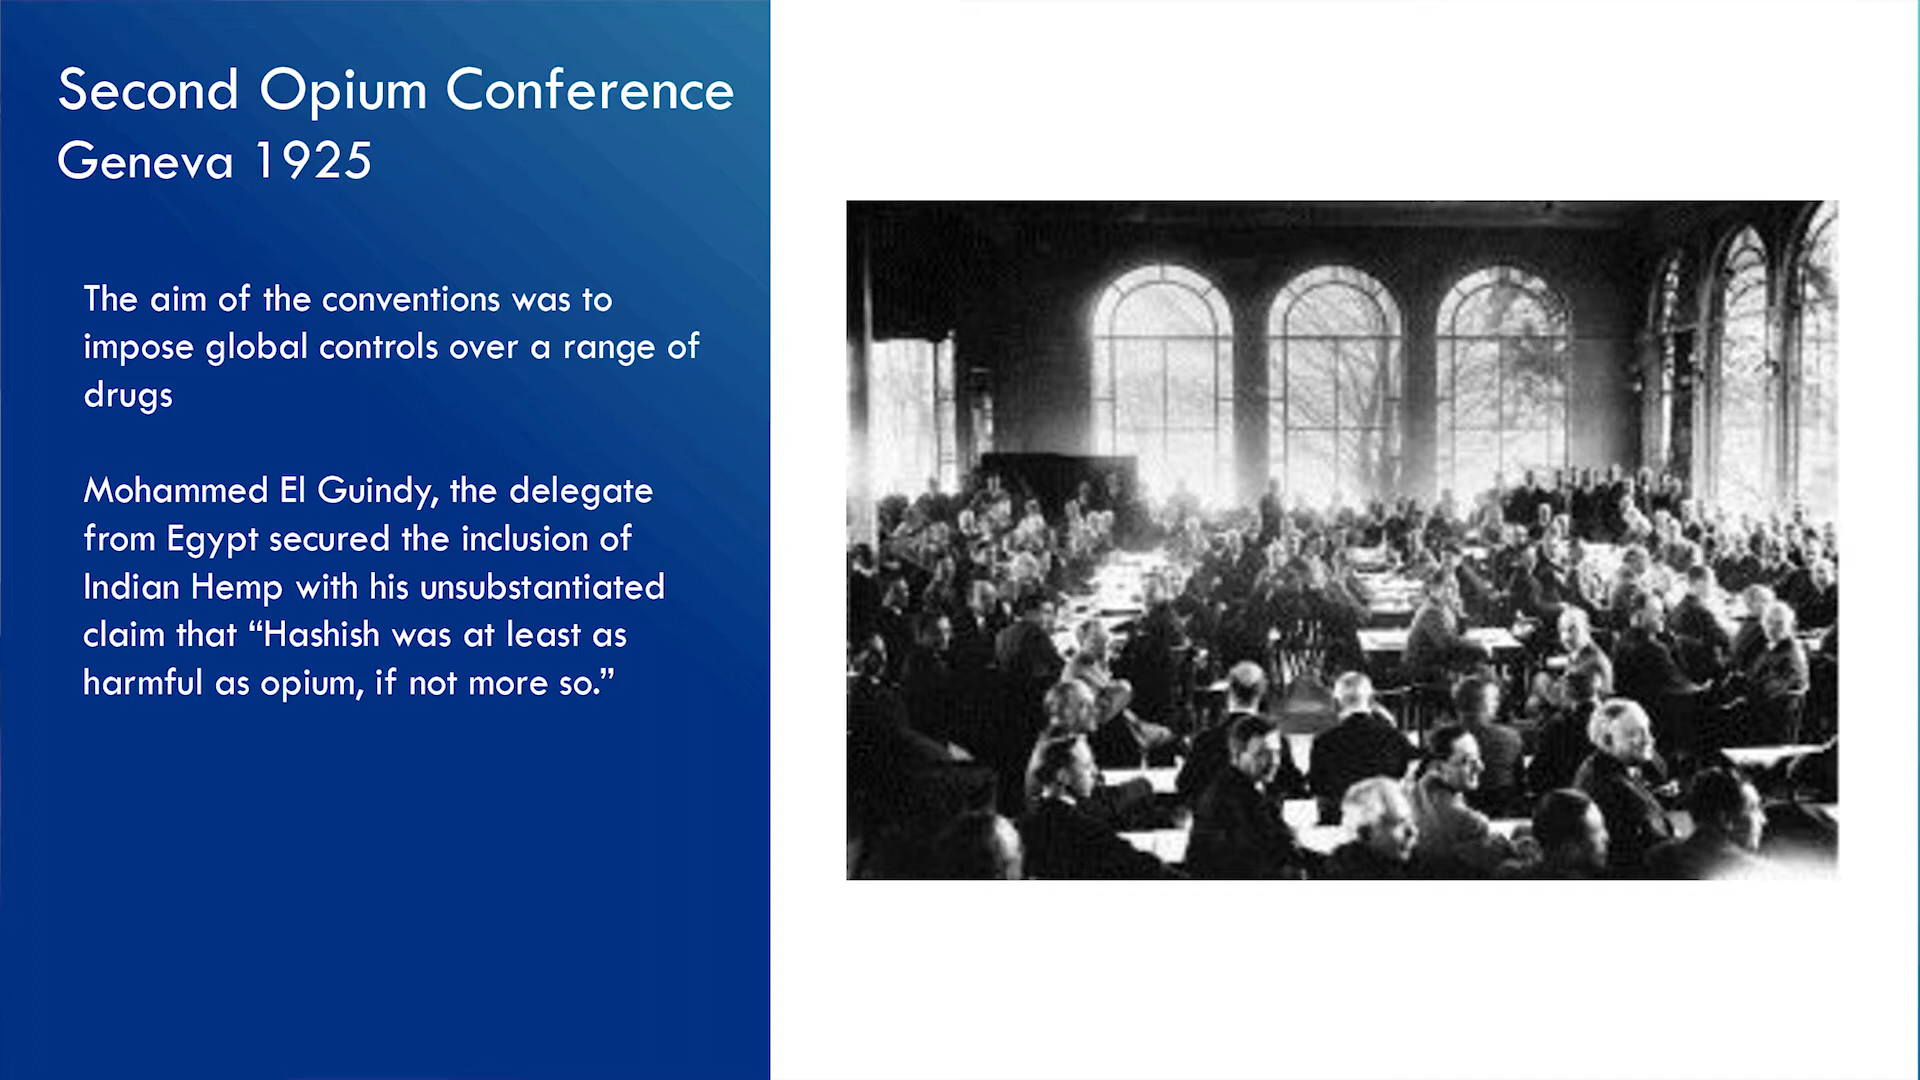 Second Opium Conference
Geneva 1925
The aim of the conventions was to
impose global controls over a range of
drugs
Mohammed El Guindy, the delegate
from Egypt secured the inclusion of
Indian Hemp with his unsubstantiated
claim that “Hashish was at least as
harmful as opium, if not more so.”